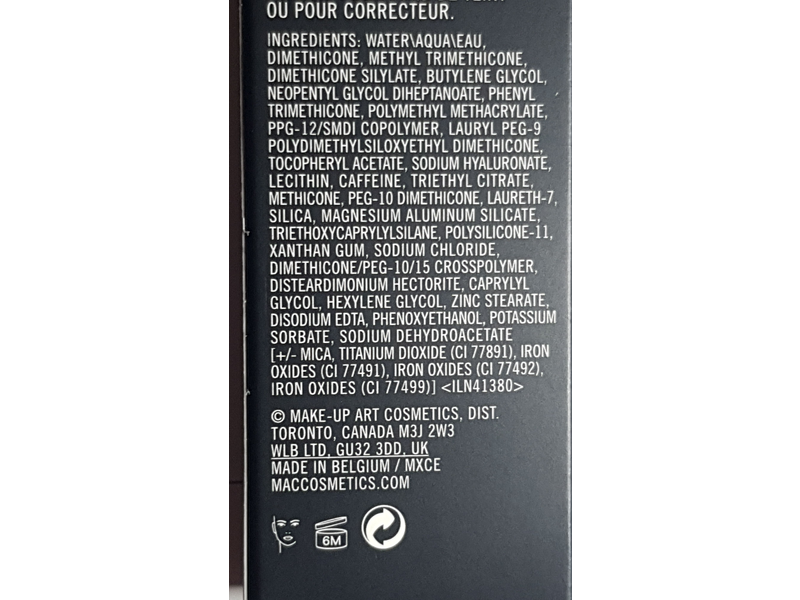 OU POUR CORRECTEUR.
INGREDIENTS: WATER\AQUA\EAU,
DIMETHICONE, METHYL TRIMETHICONE,
DIMETHICONE SILYLATE, BUTYLENE GLYCOL,
NEOPENTYL GLYCOL DIHEPTANOATE, PHENYL
TRIMETHICONE, POLYMETHYL METHACRYLATE,
PPG-12/SMDI COPOLYMER, LAURYL PEG-9
POLYDIMETHYLSILOXYETHYL DIMETHICONE,
TOCOPHERYL ACETATE, SODIUM HYALURONATE,
LECITHIN, CAFFEINE, TRIETHYL CITRATE,
METHICONE, PEG-10 DIMETHICONE, LAURETH-7,
SILICA, MAGNESIUM ALUMINUM SILICATE,
TRIETHOXYCAPRYLYLSILANE, POLYSILICONE-11,
XANTHAN GUM, SODIUM CHLORIDE,
DIMETHICONE/PEG-10/15 CROSSPOLYMER,
DISTEARDIMONIUM HECTORITE, CAPRYLYL
GLYCOL, HEXYLENE GLYCOL, ZINC STEARATE,
DISODIUM EDTA, PHENOXYETHANOL, POTASSIUM
SORBATE, SODIUM DEHYDROACETATE
[+/- MICA, TITANIUM DIOXIDE (CI 77891), IRON
OXIDES (CI 77491), IRON OXIDES (CI 77492),
IRON OXIDES (CI 77499)] <ILN41380>
© MAKE-UP ART COSMETICS, DIST.
TORONTO, CANADA M3J 2W3
WLB LTD, GU32 3DD, UK
MADE IN BELGIUM / MXCE
MACCOSMETICS.COM
6M